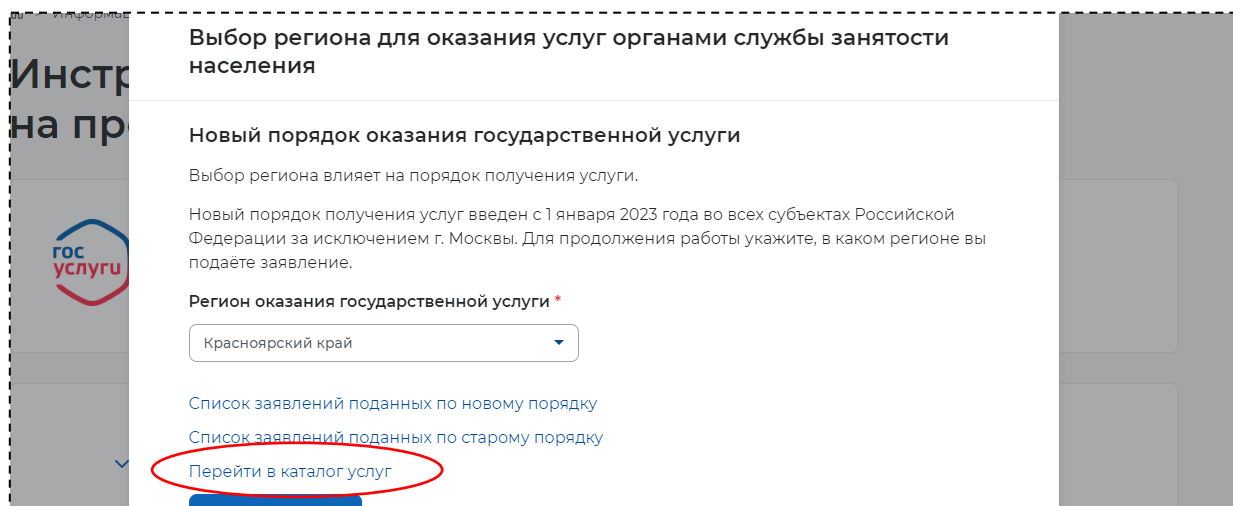 Выбор региона для оказания услуг органами службы занятости
населения
Инстр
на пр
Новый порядок оказания государственной услуги
Выбор региона влияет на порядок получения услуги.
Новый порядок получения услуг введен с 1 января 2023 года во всех субъектах Российской
Федерации за исключением г. Москвы. Для продолжения работы укажите, в каком регионе вы
подаёте заявление.
гос
услуги
Регион оказания государственной услуги *
Красноярский край
Список заявлений поданных по новому порядку
Список заявлений поданных по старому порядку
Перейти в каталог услуг